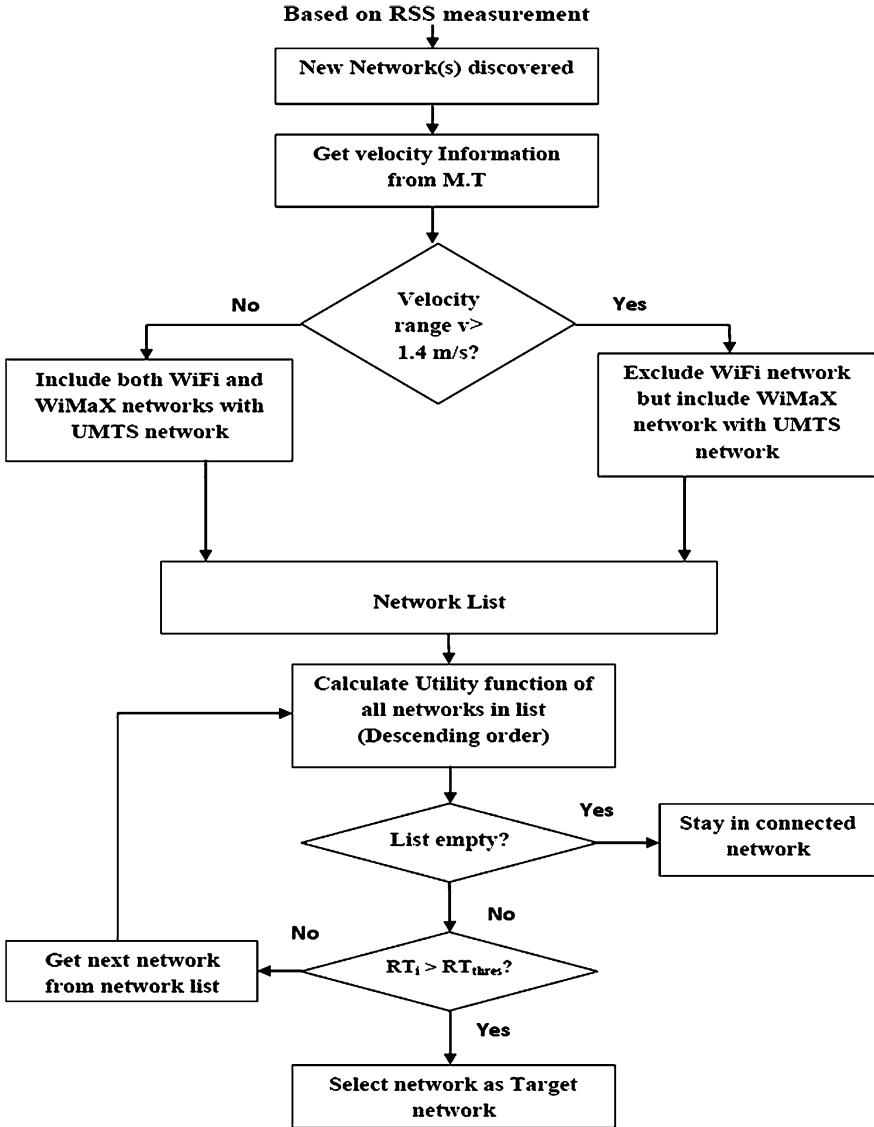 Based on RSS measurement
New Network(s) discovered
Get velocity Information
from M.T
Velocity
range v>
1.4 m/s?
No
Yes
Include both WiFi and
WiMaX networks with
UMTS network
Exclude WiFi network
but include WiMaX
network with UMTS
network
Network List
Calculate Utility function of
all networks in list
(Descending order)
List empty?
Yes
Stay in connected
network
No
RTi > RTthres?
No
Get next network
from network list
Yes
Select network as Target
network